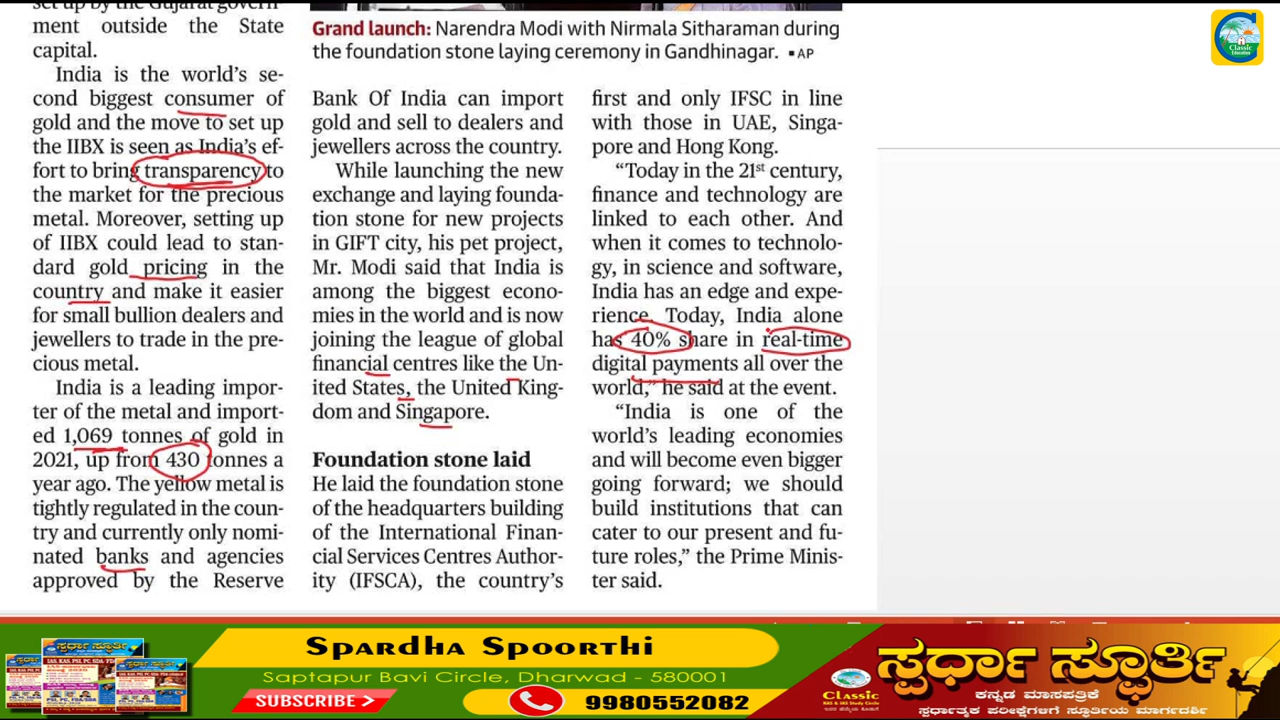 set up by the Gujarat govern-
ment outside the State
capital.
India is the world's se-
cond biggest consumer of
gold and the move to set up
the IIBX is seen as India's ef-
fort to bring transparency to
the market for the precious
metal. Moreover, setting up
of IIBX could lead to stan-
dard gold pricing in the
country and make it easier
for small bullion dealers and
jewellers to trade in the pre-
cious metal.
India is a leading impor-
ter of the metal and import-
ed 1,069 tonnes of gold in
2021, up from 430 tonnes a
year ago. The yellow metal is
tightly regulated in the coun-
try and currently only nomi-
nated banks and agencies
approved by the Reserve
Grand launch: Narendra Modi with Nirmala Sitharaman during
the foundation stone laying ceremony in Gandhinagar. ▪AP
Bank Of India can import
gold and sell to dealers and
jewellers across the country.
While launching the new
exchange and laying founda-
tion stone for new projects
in GIFT city, his pet project,
Mr. Modi said that India is
among the biggest econo-
mies in the world and is now
joining the league of global
financial centres like the Un-
ited States, the United King-
dom and Singapore.
Foundation stone laid
He laid the foundation stone
of the headquarters building
of the International Finan-
cial Services Centres Author-
ity (IFSCA), the country's
first and only IFSC in line
with those in UAE, Singa-
pore and Hong Kong.
“Today in the 21st century,
finance and technology are
linked to each other. And
when it comes to technolo-
gy, in science and software,
India has an edge and expe-
rience. Today, India alone
has 40% share in real-time
digital payments all over the
world,” he said at the event.
“India is one of the
world's leading economies
and will become even bigger
going forward; we should
build institutions that can
cater to our present and fu-
ture roles,” the Prime Minis-
ter said.
Classic
Education
Spardha Spoorthi
Saptapur Bavi Circle, Dharwad - 580001
SUBSCRIBE >
9980552082
Classic
KAS & IAS Study Circle
ಸ್ಪರ್ಧಾ ಸ್ಫೂರ್ತಿ
ಕನ್ನಡ ಮಾಸಪತ್ರಿಕೆ
ಸ್ಪರ್ಧಾತ್ಮಕ ಪರೀಕ್ಷೆಗಳಿಗೆ ಸ್ಫೂರ್ತಿಯ ಮಾರ್ಗದರ್ಶಿ